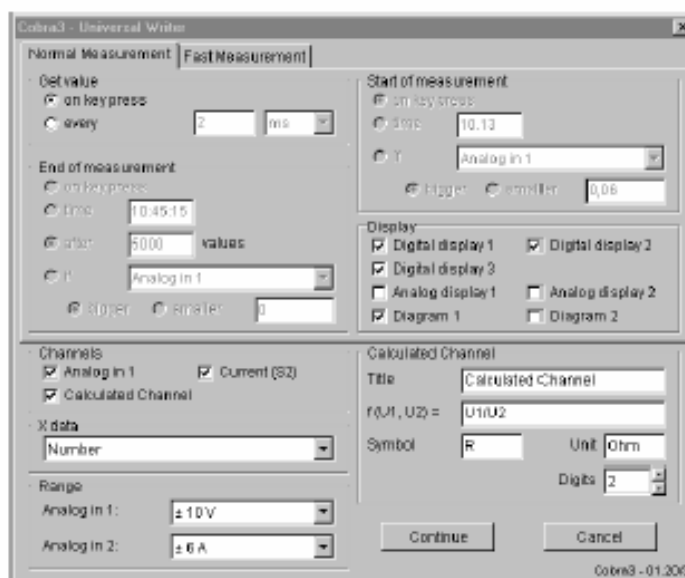 Cobra3 - Universal Writer
Normal Measurement Fast Measurement
Get value
on key press
every 2 ms
End of measurement
on key press
time 10:45:15
after 5000 values
if Analog in 1
bigger smaller 0
Start of measurement
on key press
time 10.13
if Analog in 1
bigger smaller 0,06
Display
Digital display 1 Digital display 2
Digital display 3
Analog display 1 Analog display 2
Diagram 1 Diagram 2
Channels
Analog in 1 Current (S2)
Calculated Channel
X data
Number
Range
Analog in 1: ± 10 V
Analog in 2: ± 6 A
Calculated Channel
Title Calculated Channel
f (U1, U2) = U1/U2
Symbol R Unit Ohm
Digits 2
Continue Cancel
Cobra3 - 01.20/